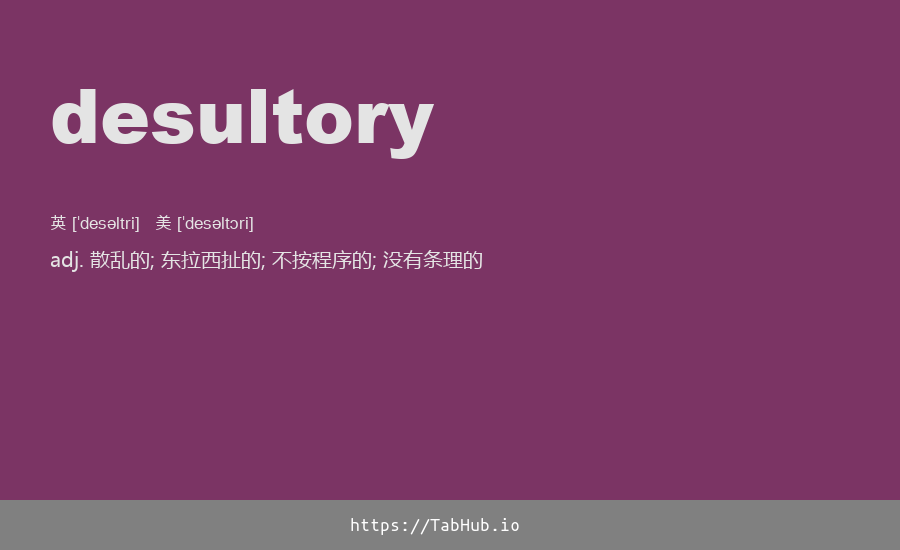 desultory
英 [ˈdesəltri] 美 [ˈdesəltɔri]
adj. 散乱的; 东拉西扯的; 不按程序的; 没有条理的
https://TabHub.io